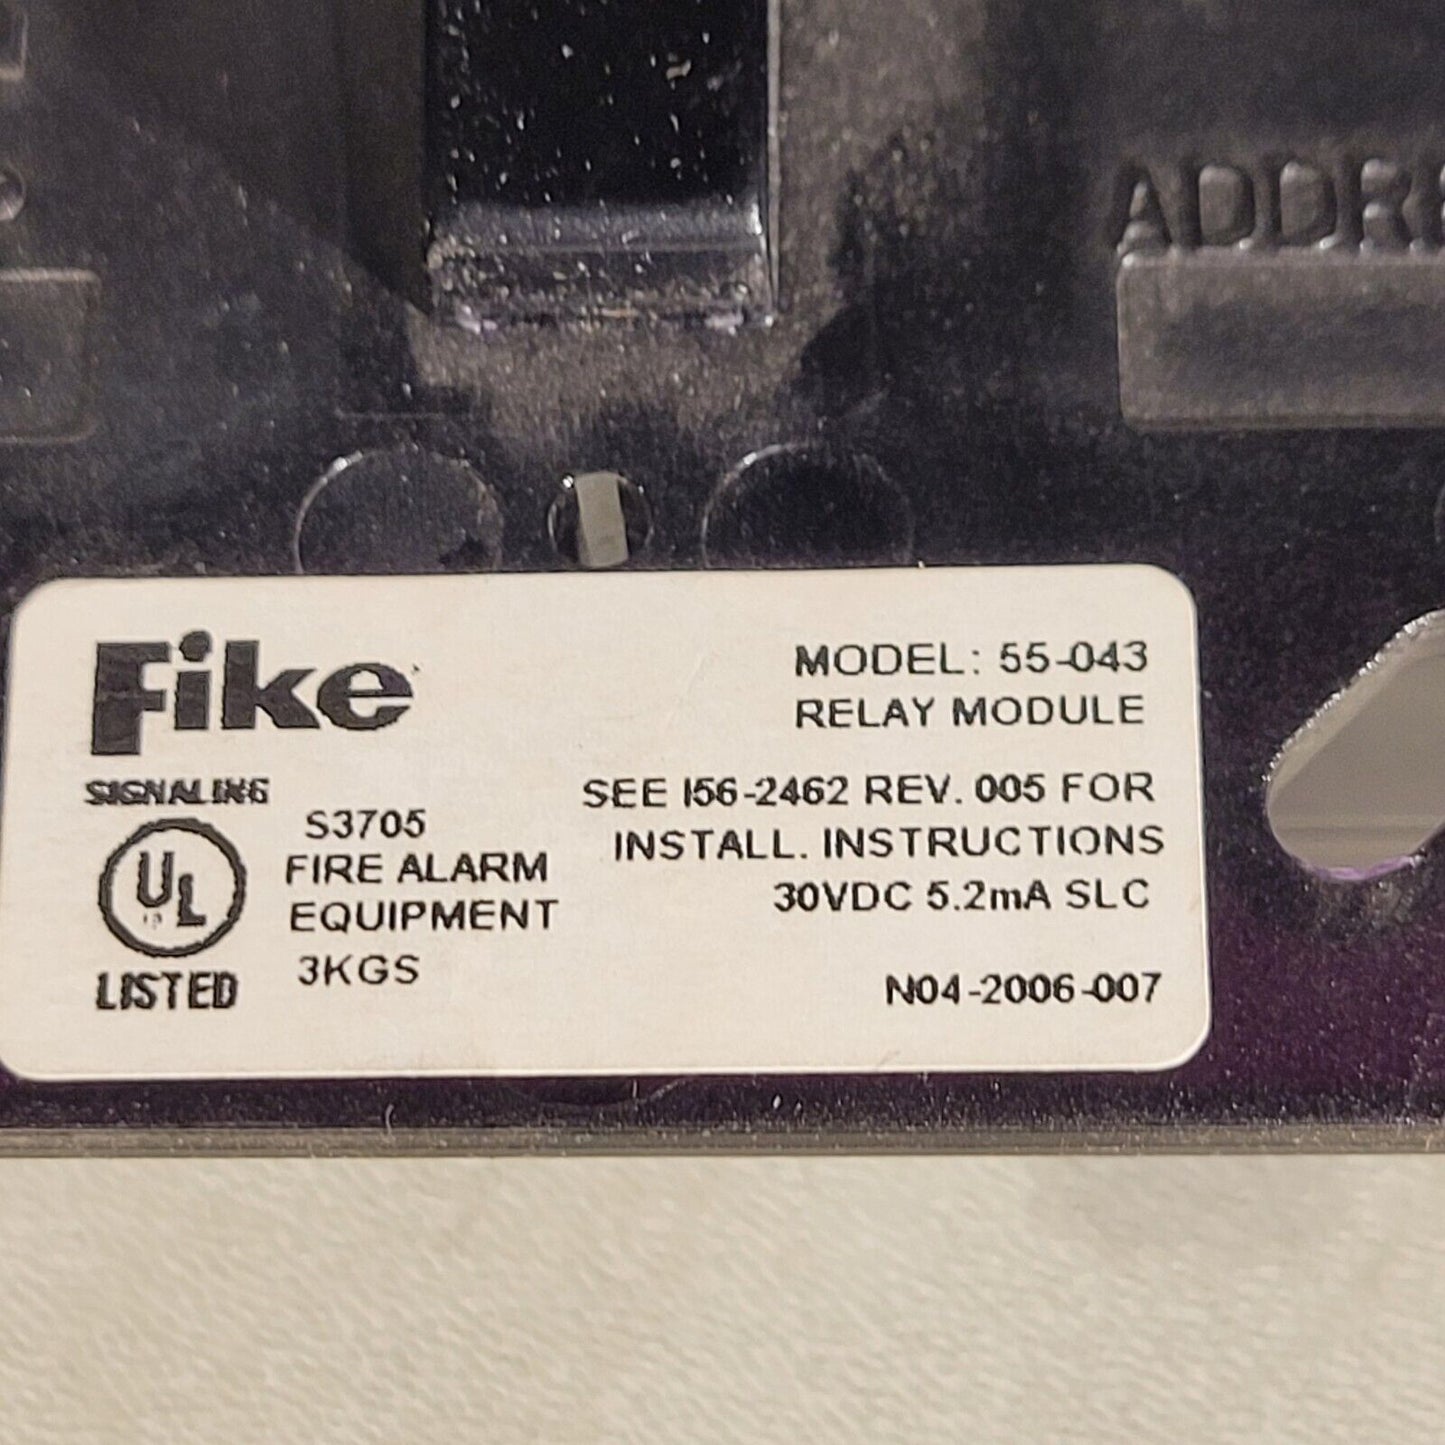 Fike
MODEL: 55-043
RELAY MODULE
SIGNALING
SEE I56-2462 REV. 005 FOR
INSTALL. INSTRUCTIONS
30VDC 5.2mA SLC
S3705
FIRE ALARM
EQUIPMENT
3KGS
UL
LISTED
N04-2006-007